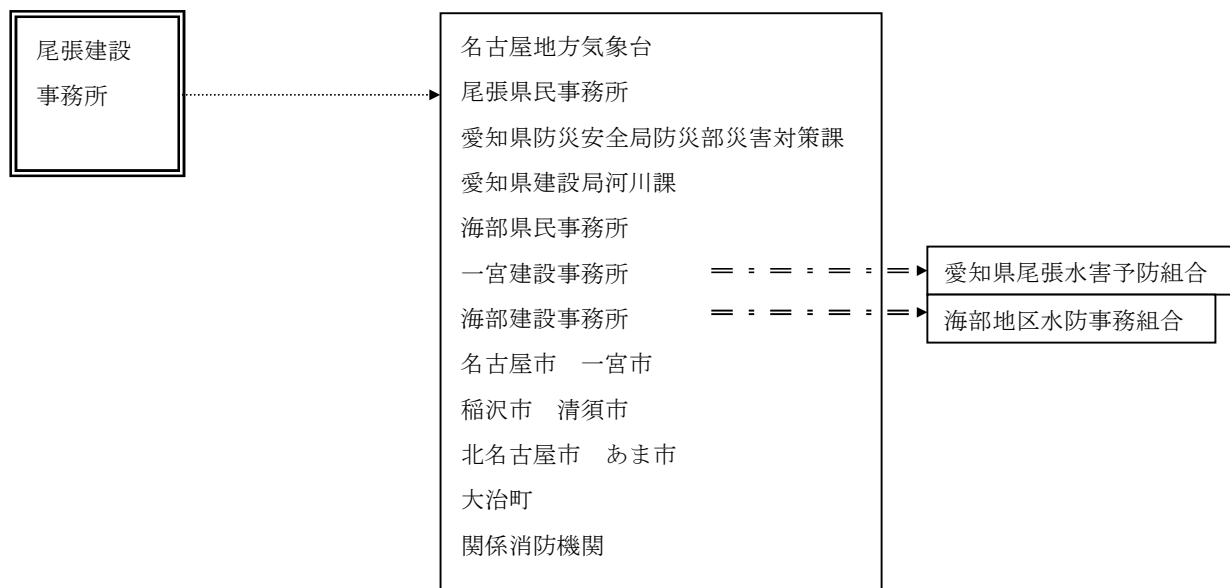 尾張建設
事務所
名古屋地方気象台
尾張県民事務所
愛知県防災安全局防災部災害対策課
愛知県建設局河川課
海部県民事務所
一宮建設事務所
愛知県尾張水害予防組合
海部建設事務所
海部地区水防事務組合
名古屋市　一宮市
稲沢市　清須市
北名古屋市　あま市
大治町
関係消防機関